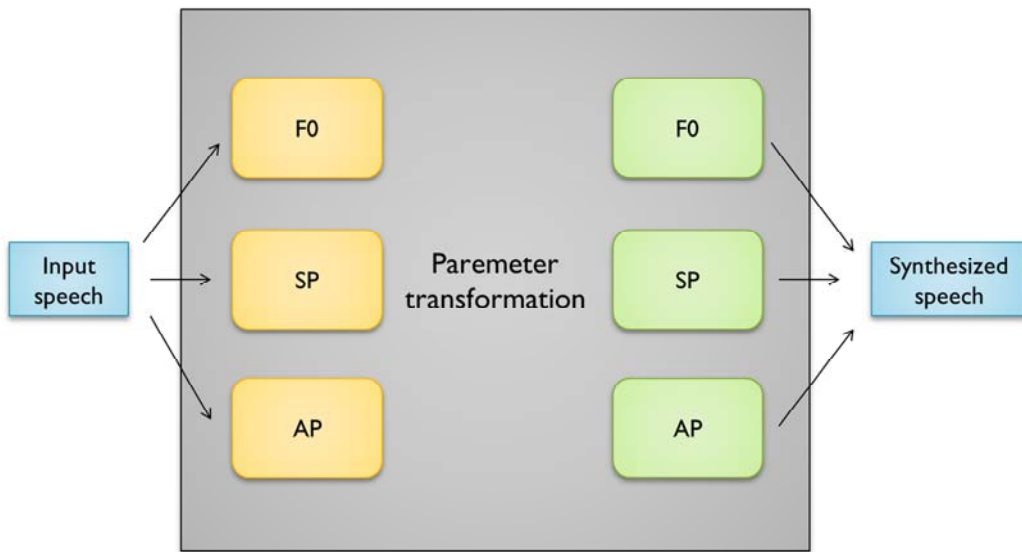 F0
F0
Input
speech
SP
Paremeter
transformation
SP
Synthesized
speech
AP
AP